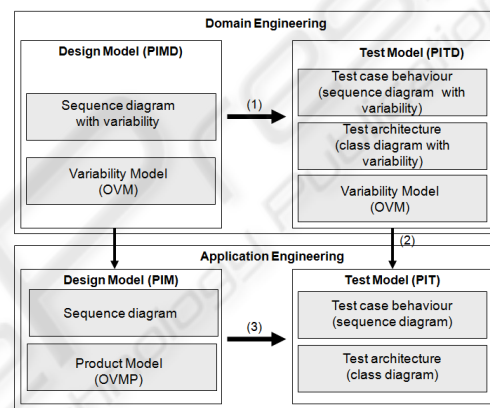 Domain Engineering
Design Model (PIMD)
Sequence diagram
with variability
Variability Model
(OVM)
(1)
Test Model (PITD)
Test case behaviour
(sequence diagram with
variability)
Test architecture
(class diagram with
variability)
Variability Model
(OVM)
(2)
Application Engineering
Design Model (PIM)
Sequence diagram
Product Model
(OVMP)
(3)
Test Model (PIT)
Test case behaviour
(sequence diagram)
Test architecture
(class diagram)